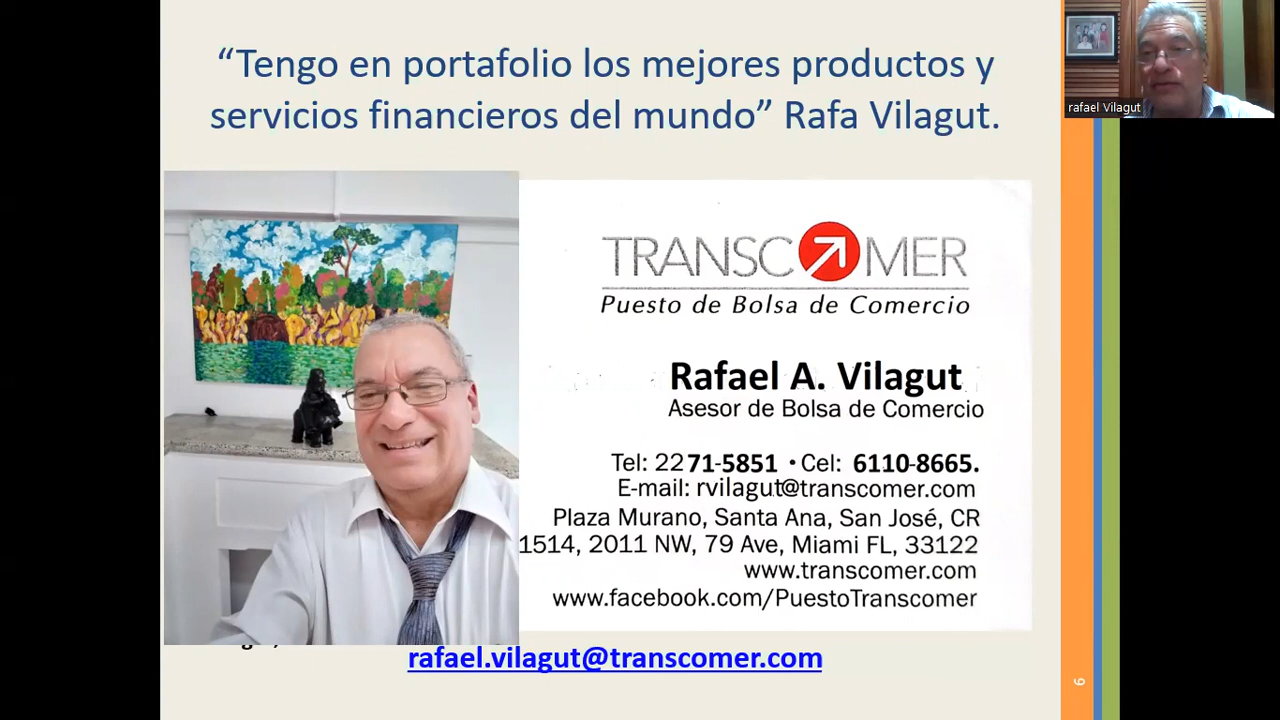 “Tengo en portafolio los mejores productos y
servicios financieros del mundo” Rafa Vilagut.
rafael Vilagut
TRANSCOMER
Puesto de Bolsa de Comercio
Rafael A. Vilagut
Asesor de Bolsa de Comercio
Tel: 2271-5851 • Cel: 6110-8665.
E-mail: rvilagut@transcomer.com
Plaza Murano, Santa Ana, San José, CR
1514, 2011 NW, 79 Ave, Miami FL, 33122
www.transcomer.com
www.facebook.com/PuestoTranscomer
rafael.vilagut@transcomer.com
9